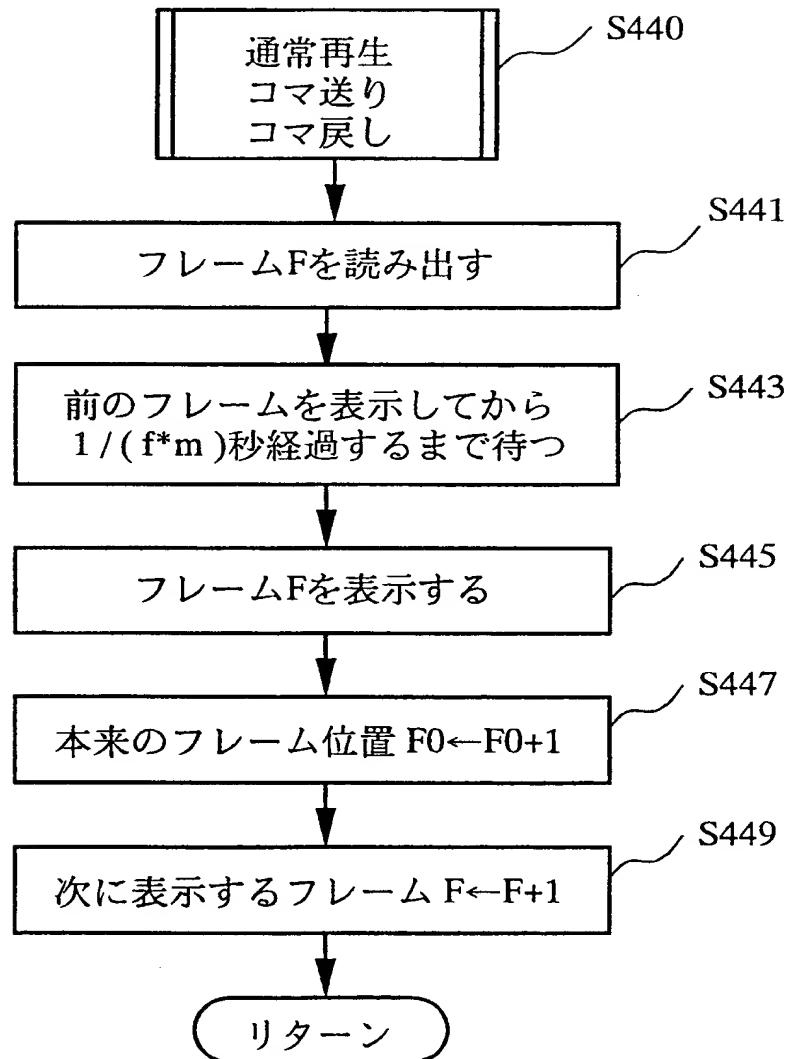 通常再生
コマ送り
コマ戻し
S440
フレームFを読み出す
S441
前のフレームを表示してから
1/(f*m)秒経過するまで待つ
S443
フレームFを表示する
S445
本来のフレーム位置 F0←F0+1
S447
次に表示するフレーム F←F+1
S449
リターン